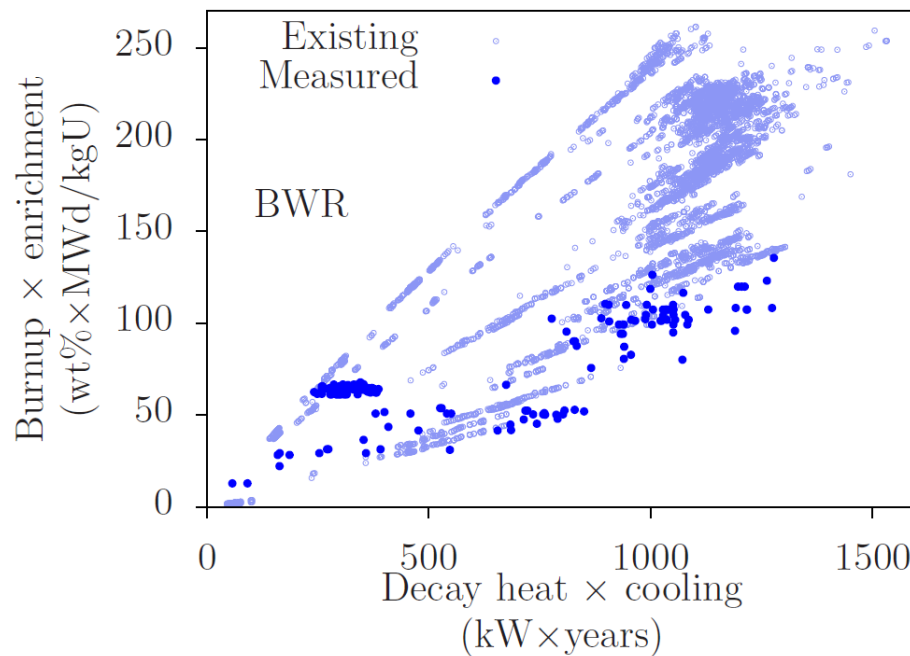 Burnup × enrichment
(wt%×MWd/kgU)
250
200
150
100
50
0
Existing
Measured
BWR
0 500 1000 1500
Decay heat × cooling
(kW×years)